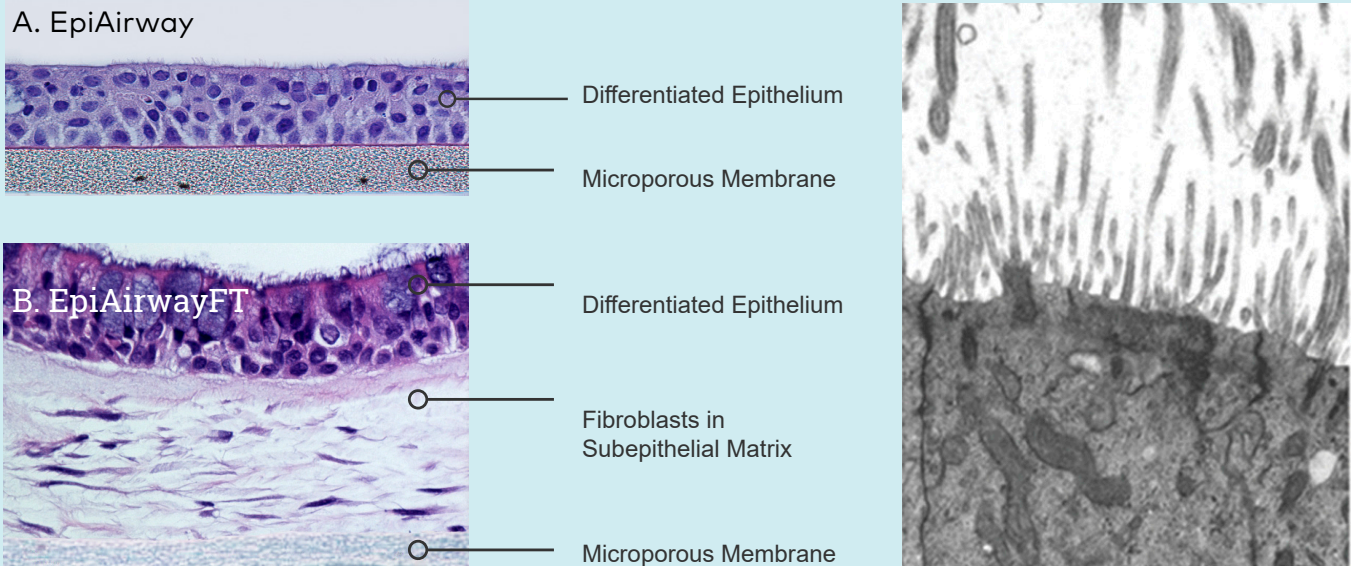 A. EpiAirway
Differentiated Epithelium
Microporous Membrane
B. EpiAirwayFT
Differentiated Epithelium
Fibroblasts in
Subepithelial Matrix
Microporous Membrane